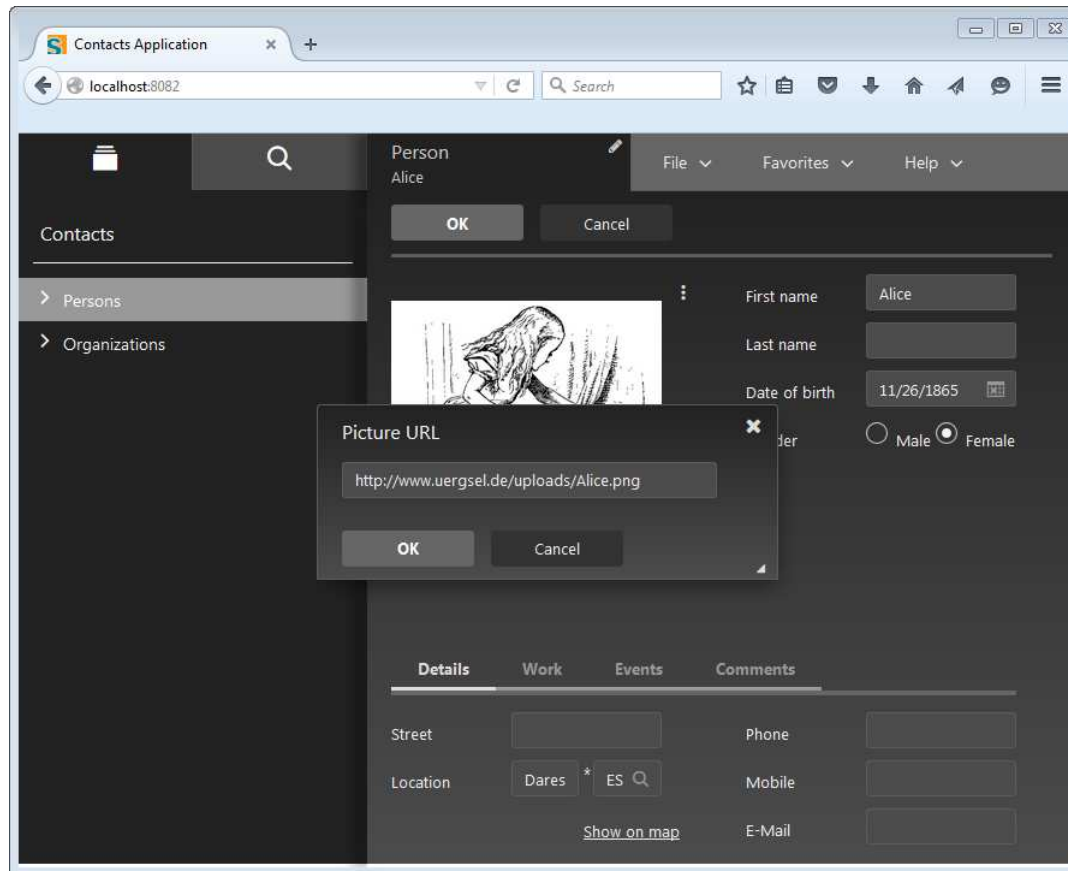 Contacts Application
localhost:8082
Search
Person
Alice
File
Favorites
Help
OK
Cancel
Contacts
Persons
Organizations
First name
Alice
Last name
Date of birth
11/26/1865
Male
Female
Picture URL
http://www.uergsel.de/uploads/Alice.png
OK
Cancel
Details
Work
Events
Comments
Street
Phone
Location
Dares
*
ES
Mobile
Show on map
E-Mail